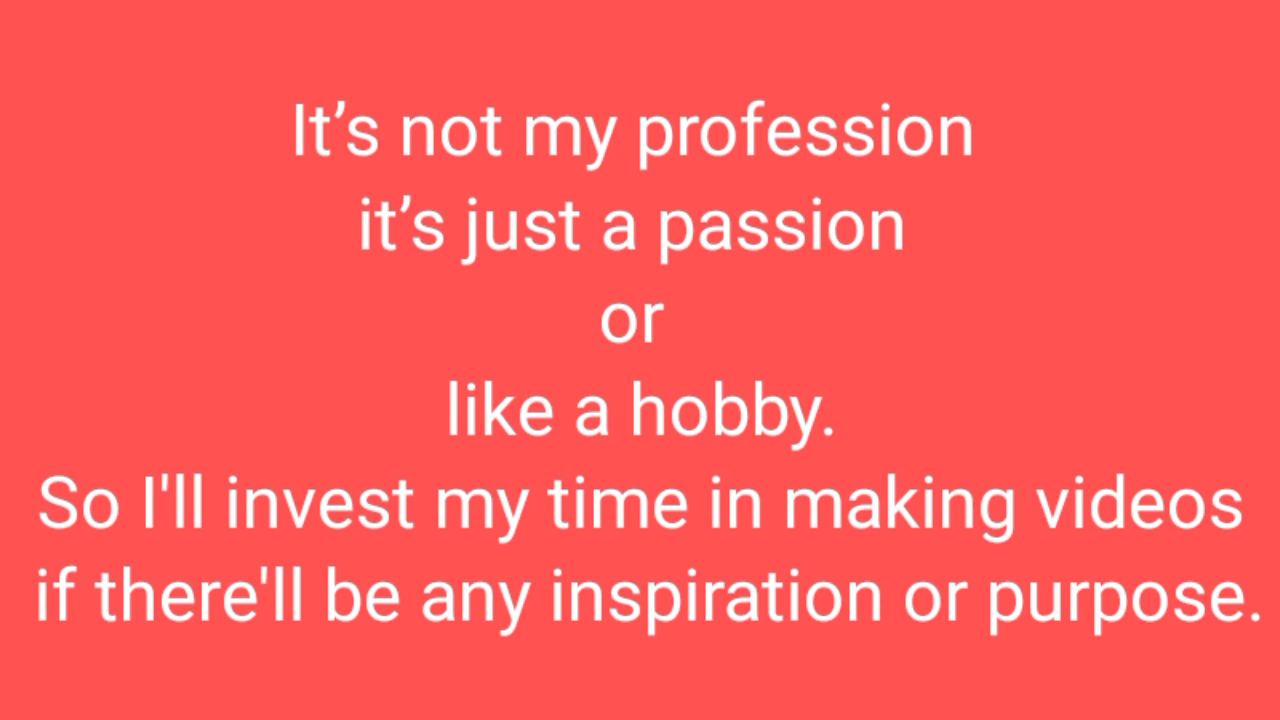 It’s not my profession
it’s just a passion
or
like a hobby.
So I'll invest my time in making videos
if there'll be any inspiration or purpose.